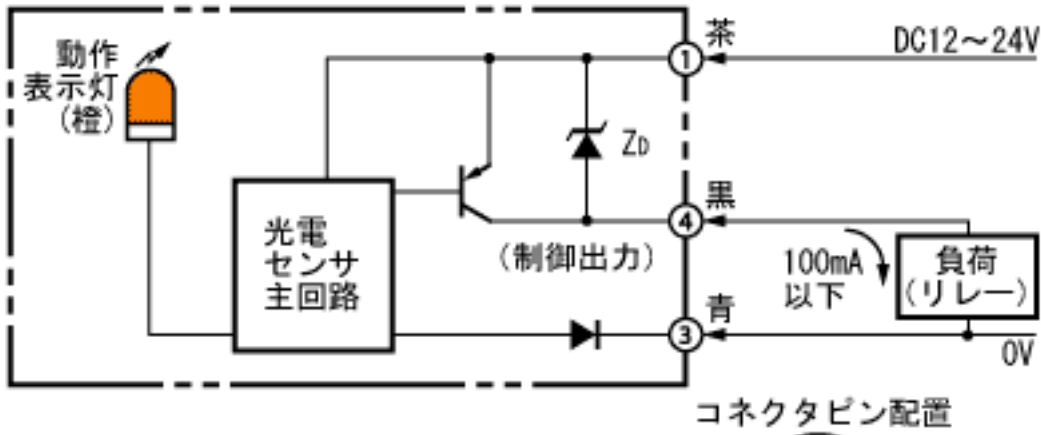 動作
表示灯
(橙)
茶
DC12～24V
①
ZD
光電
センサ
主回路
黒
④
(制御出力)
100mA
以下
負荷
(リレー)
青
③
0V
コネクタピン配置